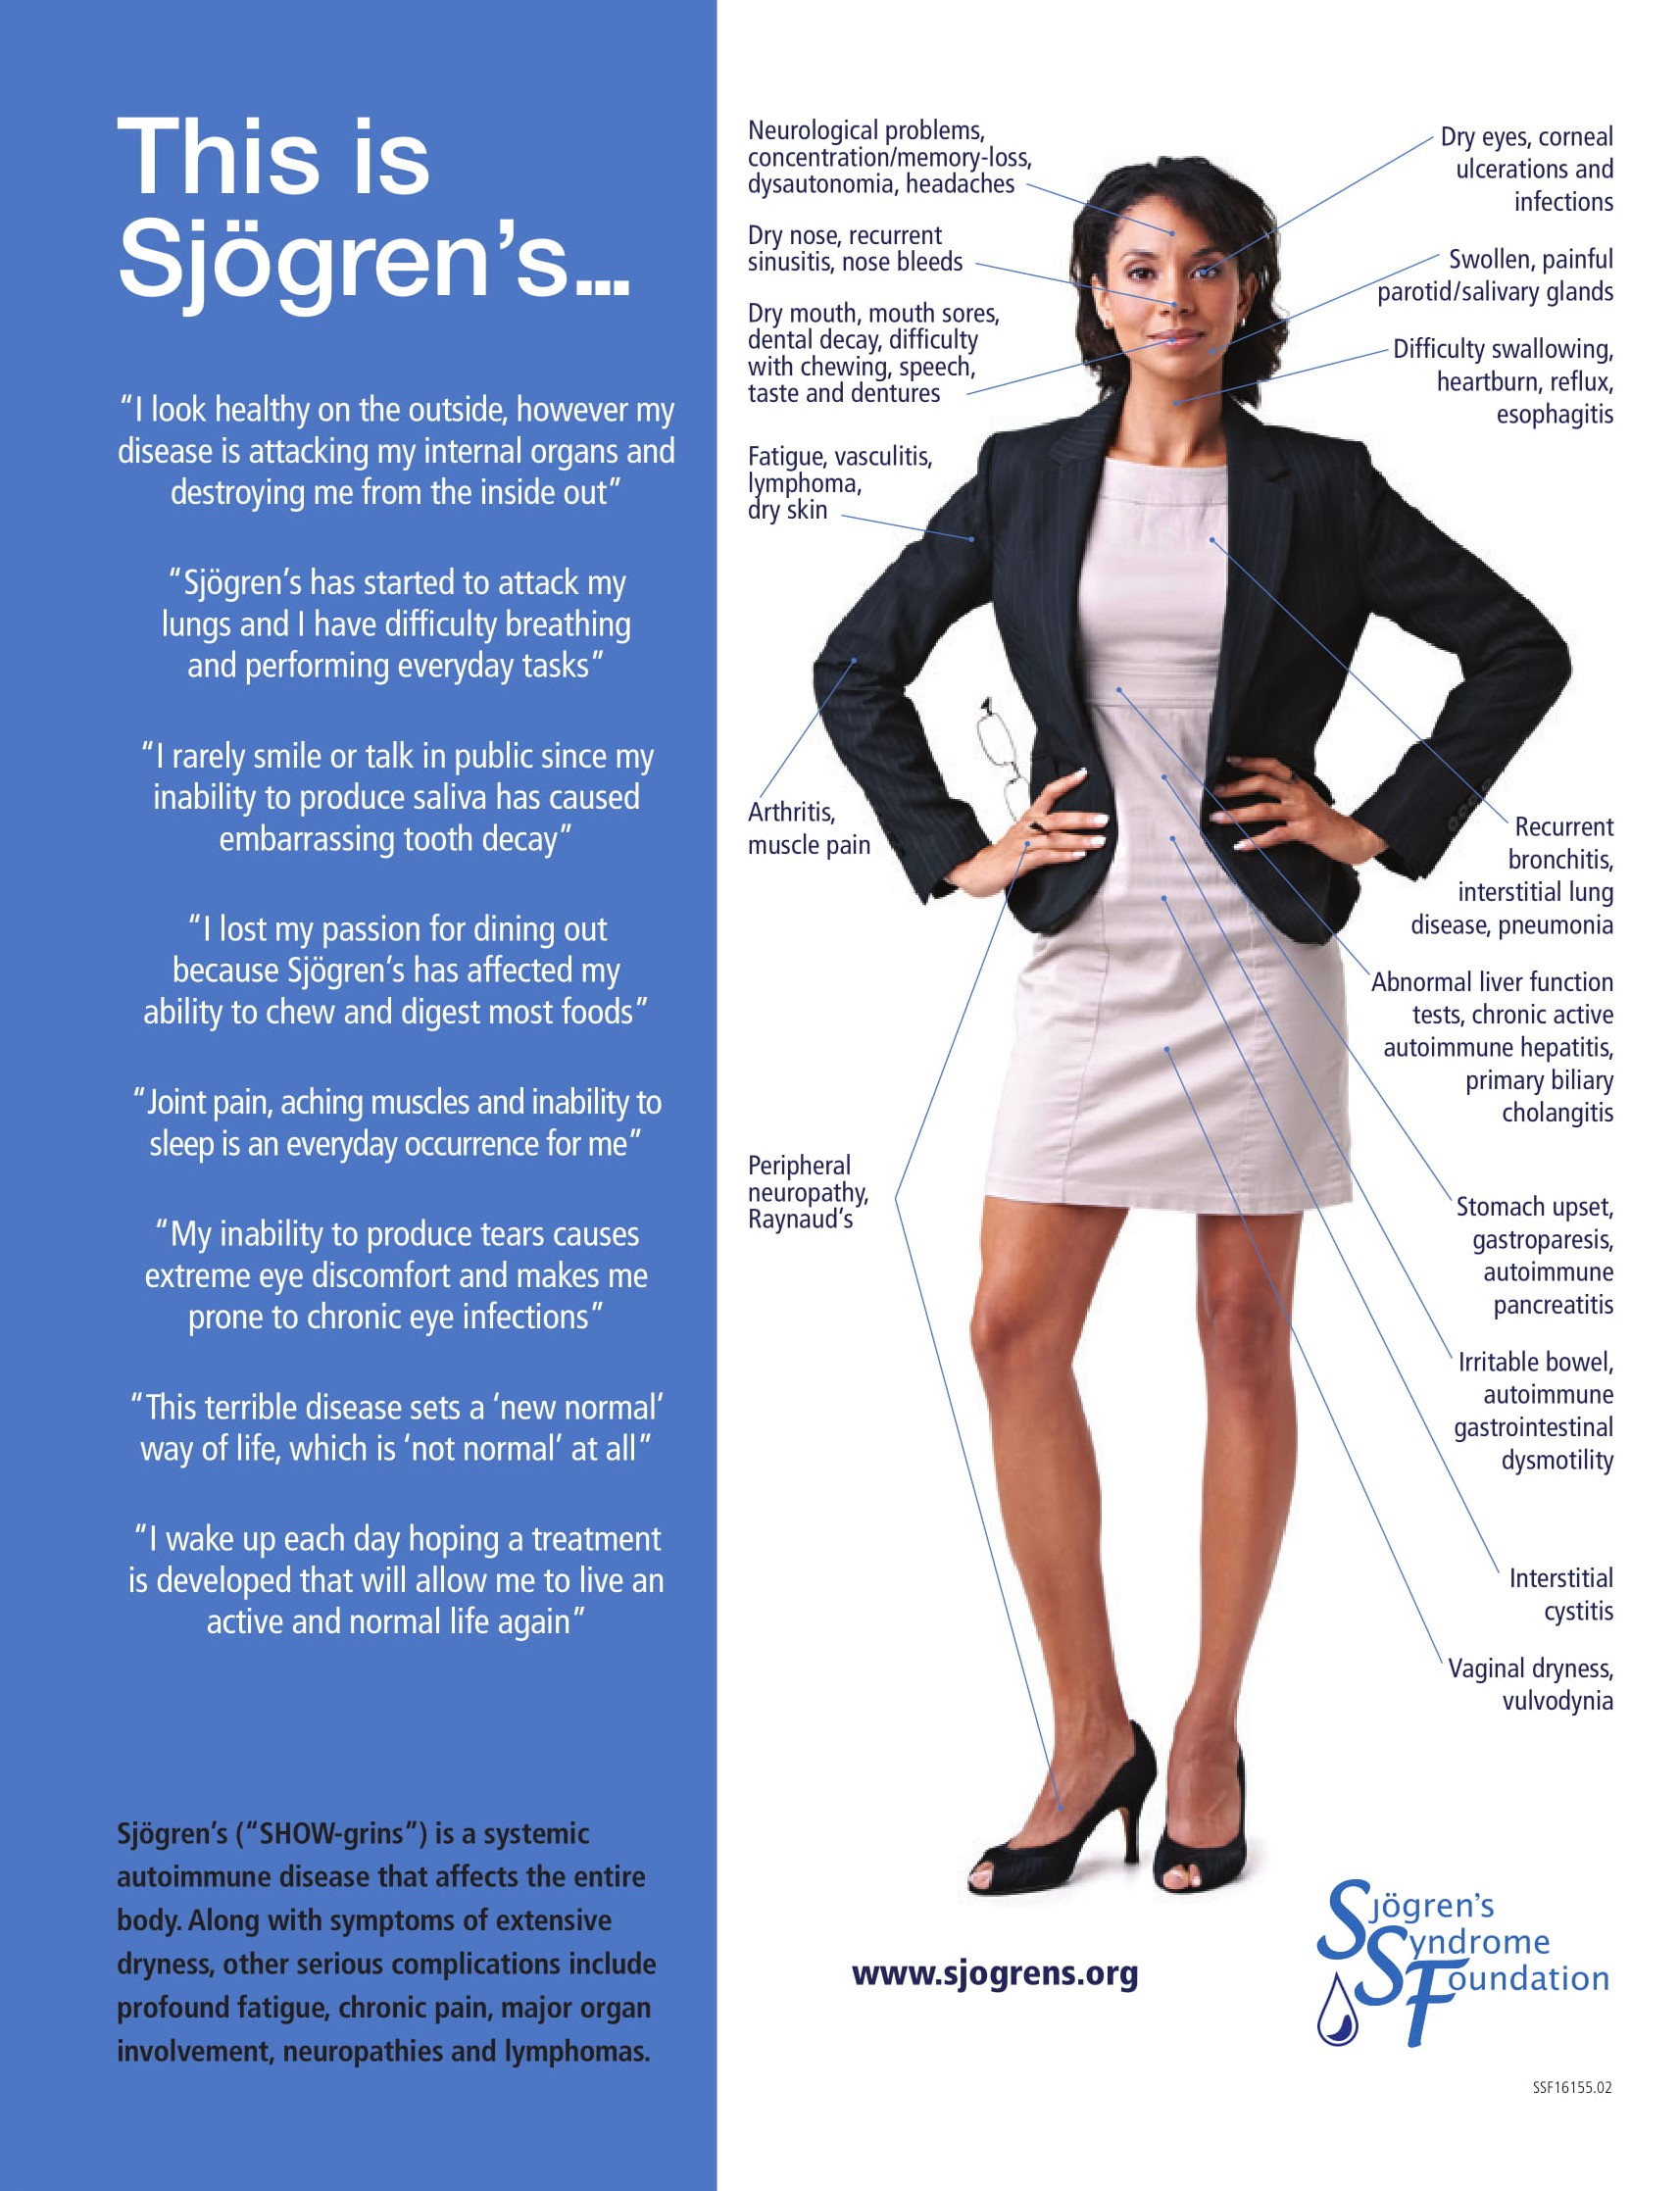 This is
Sjögren’s...
“I look healthy on the outside, however my
disease is attacking my internal organs and
destroying me from the inside out”
“Sjögren’s has started to attack my
lungs and I have difficulty breathing
and performing everyday tasks”
“I rarely smile or talk in public since my
inability to produce saliva has caused
embarrassing tooth decay”
“I lost my passion for dining out
because Sjögren’s has affected my
ability to chew and digest most foods”
“Joint pain, aching muscles and inability to
sleep is an everyday occurrence for me”
“My inability to produce tears causes
extreme eye discomfort and makes me
prone to chronic eye infections”
“This terrible disease sets a ‘new normal’
way of life, which is ‘not normal’ at all”
“I wake up each day hoping a treatment
is developed that will allow me to live an
active and normal life again”
Sjögren’s (“SHOW-grins”) is a systemic
autoimmune disease that affects the entire
body. Along with symptoms of extensive
dryness, other serious complications include
profound fatigue, chronic pain, major organ
involvement, neuropathies and lymphomas.
Neurological problems,
concentration/memory-loss,
dysautonomia, headaches
Dry nose, recurrent
sinusitis, nose bleeds
Dry mouth, mouth sores,
dental decay, difficulty
with chewing, speech,
taste and dentures
Fatigue, vasculitis,
lymphoma,
dry skin
Arthritis,
muscle pain
Peripheral
neuropathy,
Raynaud’s
Dry eyes, corneal
ulcerations and
infections
Swollen, painful
parotid/salivary glands
Difficulty swallowing,
heartburn, reflux,
esophagitis
Recurrent
bronchitis,
interstitial lung
disease, pneumonia
Abnormal liver function
tests, chronic active
autoimmune hepatitis,
primary biliary
cholangitis
Stomach upset,
gastroparesis,
autoimmune
pancreatitis
Irritable bowel,
autoimmune
gastrointestinal
dysmotility
Interstitial
cystitis
Vaginal dryness,
vulvodynia
www.sjogrens.org
Sjögren’s
Syndrome
Foundation
SSF16155.02